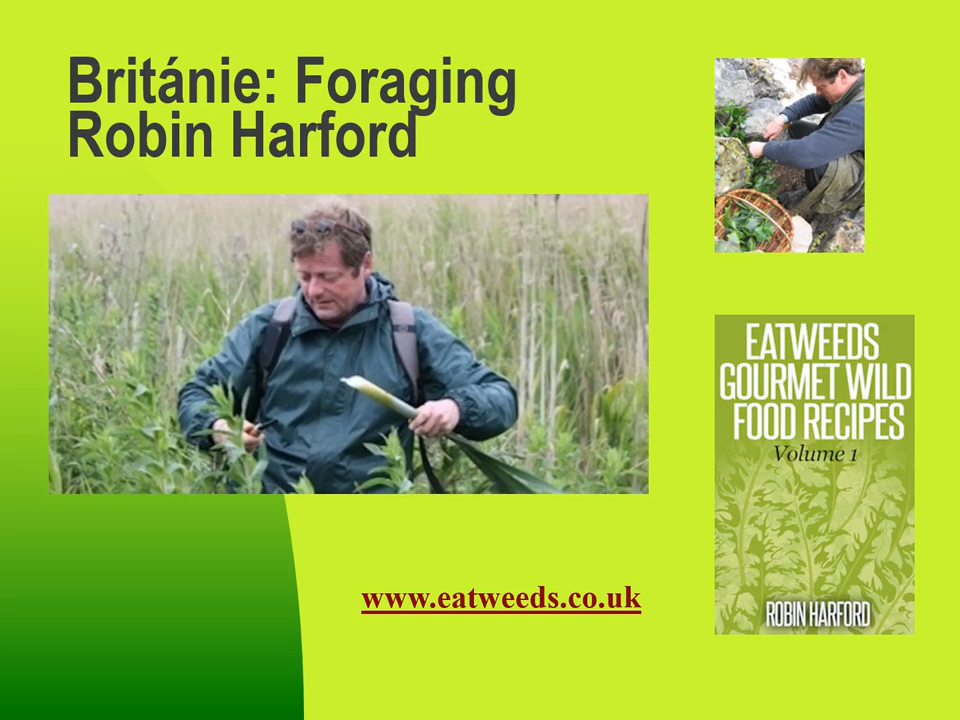 Británie: Foraging
Robin Harford
EATWEEDS
GOURMET WILD
FOOD RECIPES
Volume 1
ROBIN HARFORD
www.eatweeds.co.uk